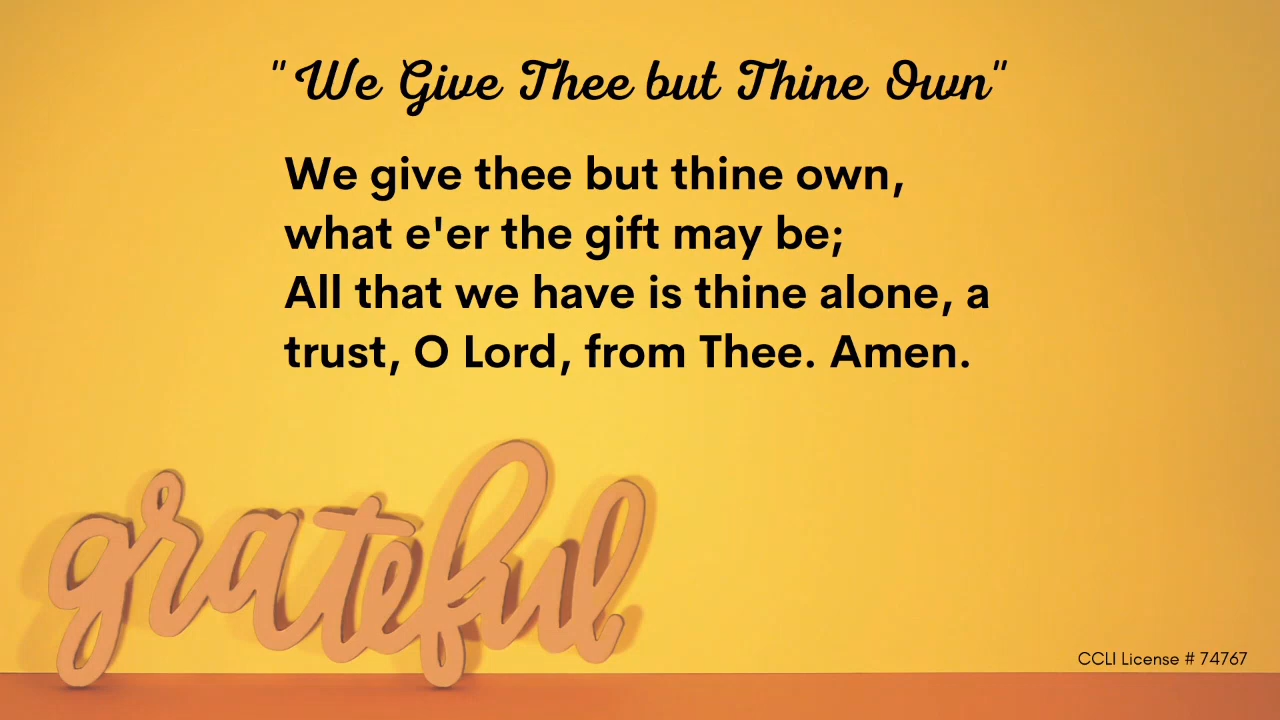 "We Give Thee but Thine Own"
We give thee but thine own,
what e'er the gift may be;
All that we have is thine alone, a
trust, O Lord, from Thee. Amen.
grateful
CCLI License # 74767